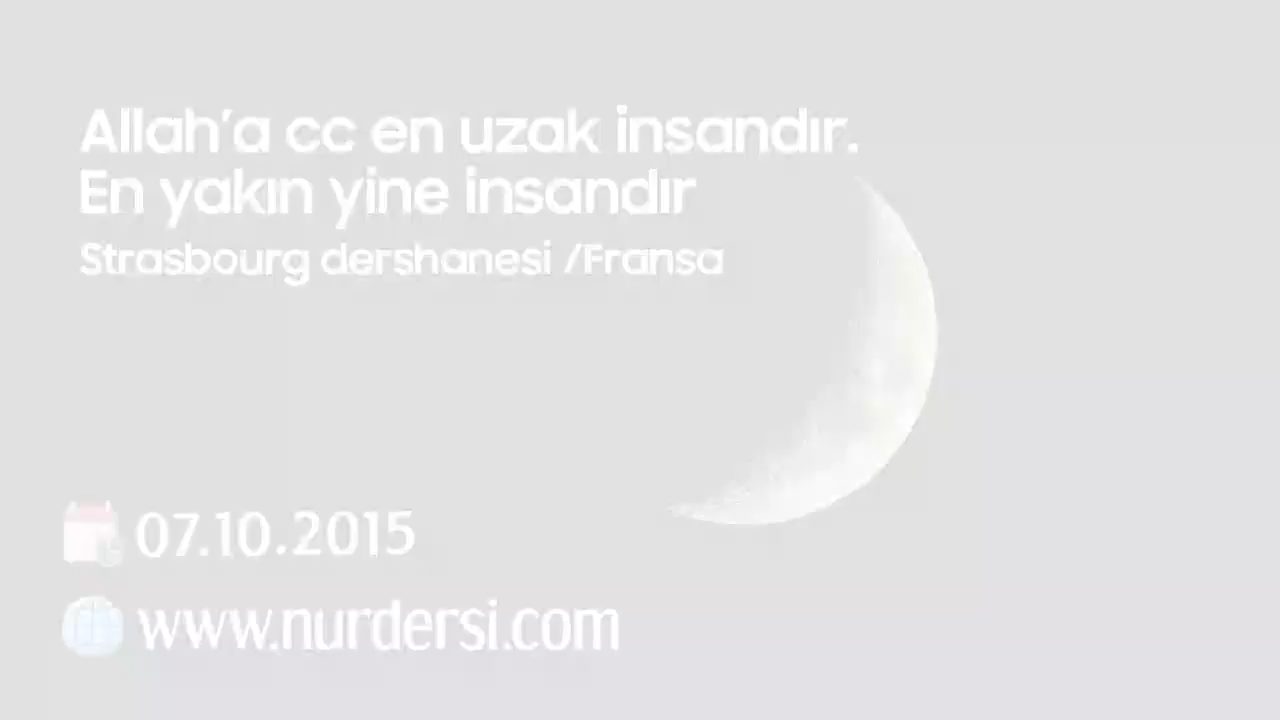 Allah'a cc en uzak insandır.
En yakın yine insandır
Strasbourg dershanesi /Fransa
07.10.2015
www.nurdersi.com